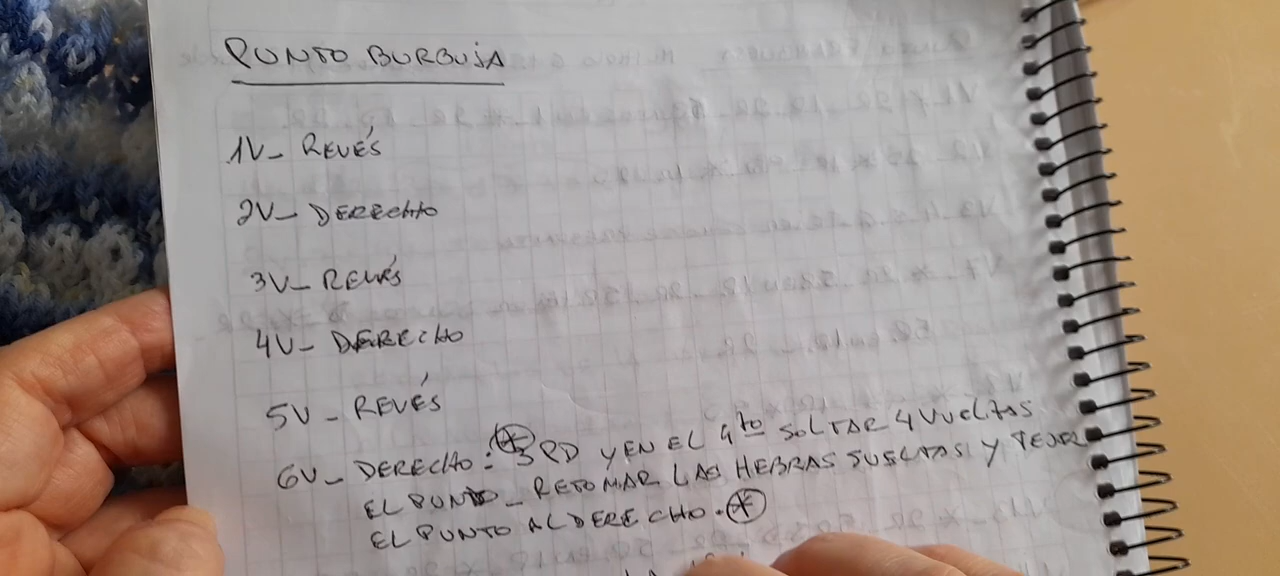 PUNTO BURBUJA
1V_ REVÉS
2V_ DERECHO
3V_ REVÉS
4V_ DERECHO
5V_ REVÉS
6V_ DERECHO: * 3PD Y EN EL 4to SOLTAR 4 VUELTAS
EL PUNTO _ RETOMAR LAS HEBRAS SUELTAS Y TEJER
EL PUNTO AL DERECHO. *